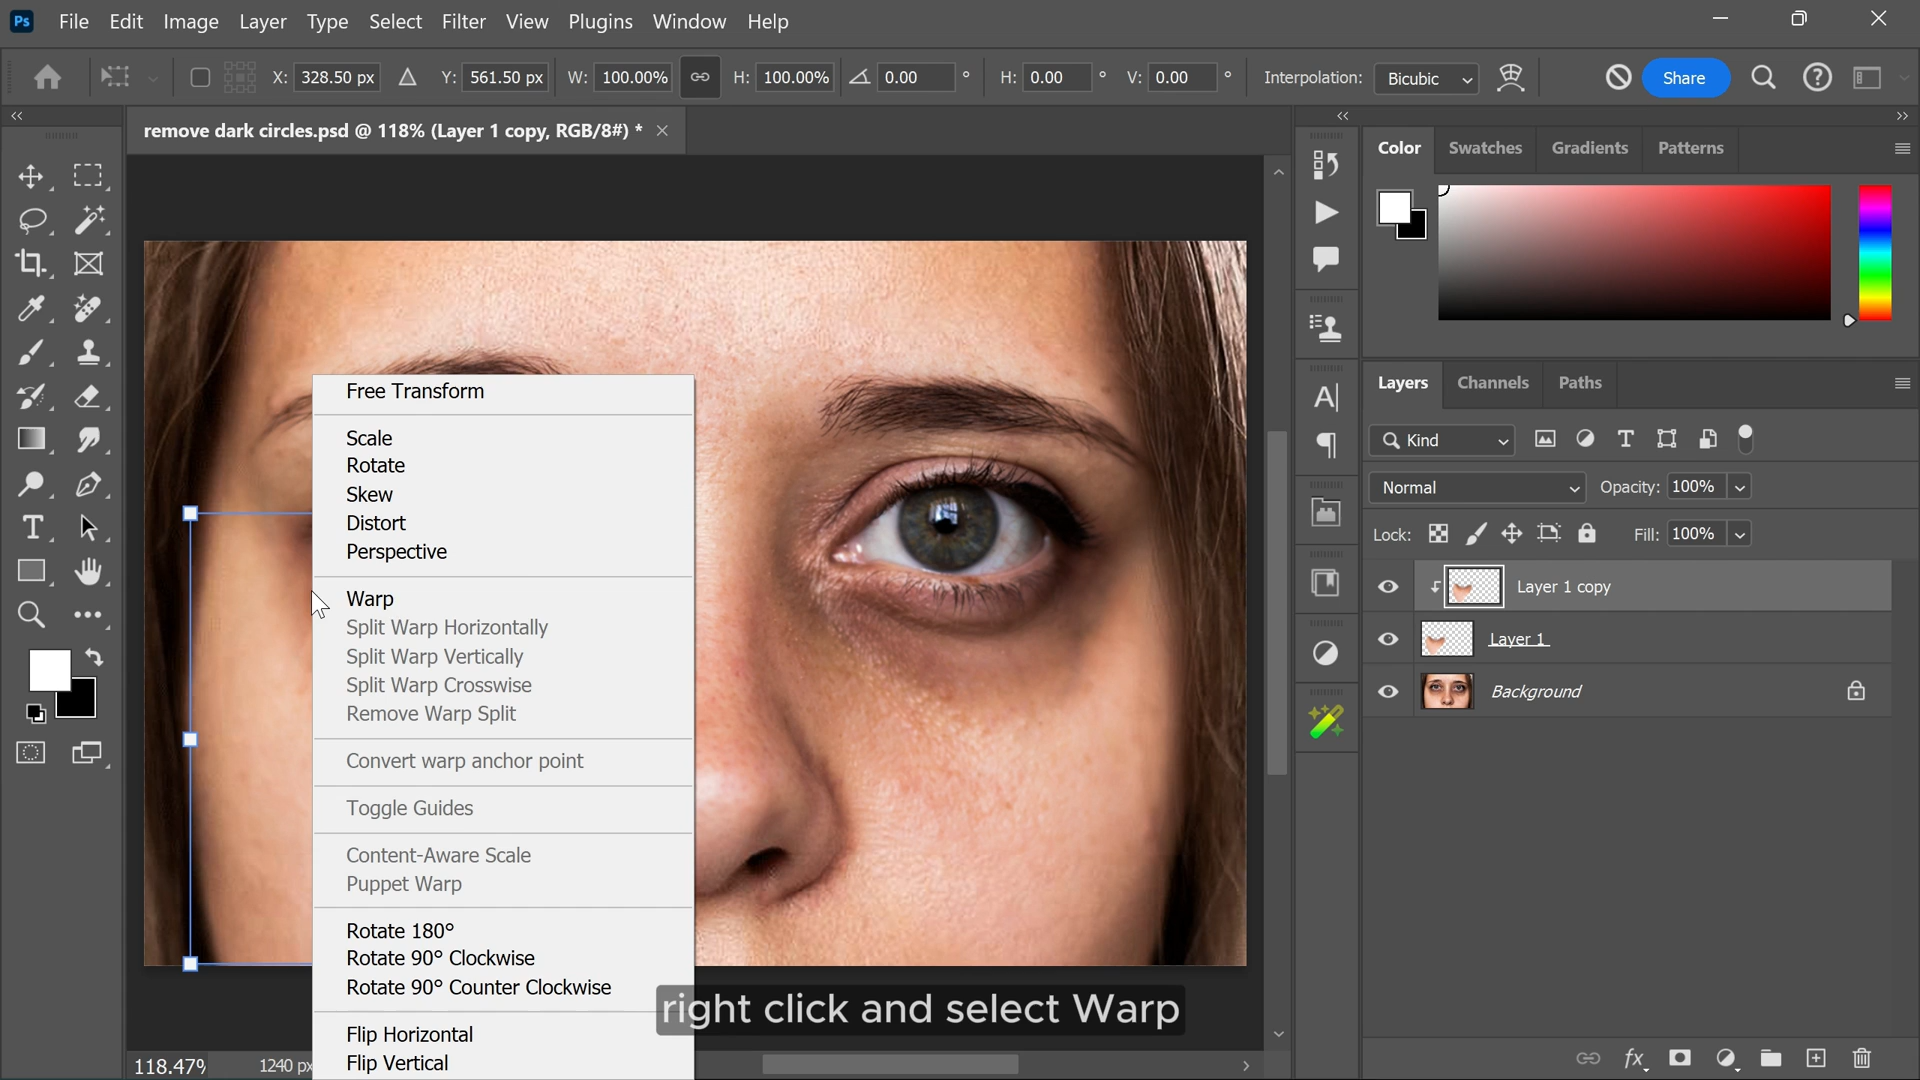 Ps File Edit Image Layer Type Select Filter View Plugins Window Help
X: 328.50 px Y: 561.50 px W: 100.00% H: 100.00% 0.00 ° H: 0.00 ° V: 0.00 ° Interpolation: Bicubic Share
remove dark circles.psd @ 118% (Layer 1 copy, RGB/8#) *
Color Swatches Gradients Patterns
Free Transform
Scale
Rotate
Skew
Distort
Perspective
Warp
Split Warp Horizontally
Split Warp Vertically
Split Warp Crosswise
Remove Warp Split
Convert warp anchor point
Toggle Guides
Content-Aware Scale
Puppet Warp
Rotate 180°
Rotate 90° Clockwise
Rotate 90° Counter Clockwise
Flip Horizontal
Flip Vertical
Layers Channels Paths
Kind
Normal Opacity: 100%
Lock: Fill: 100%
Layer 1 copy
Layer 1
Background
right click and select Warp
118.47% 1240 px
fx